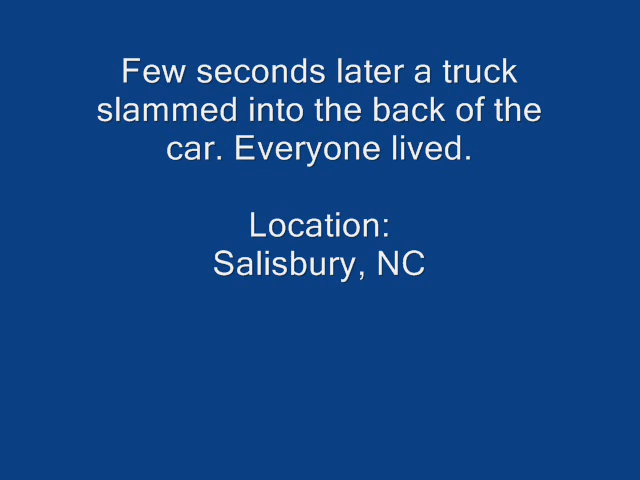 Few seconds later a truck
slammed into the back of the
car. Everyone lived.
Location:
Salisbury, NC